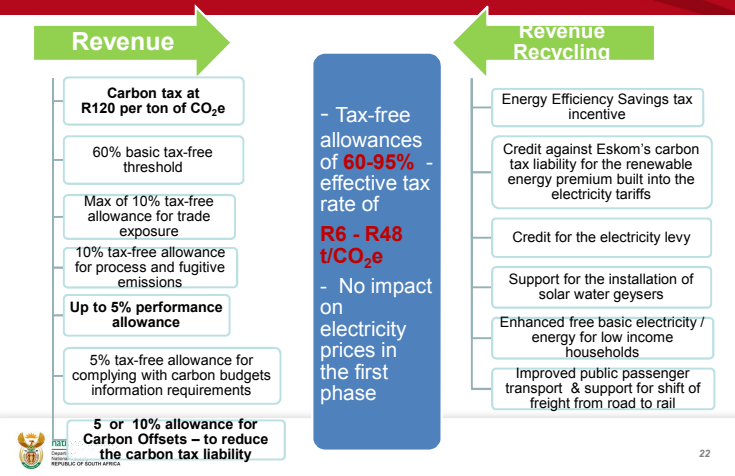 Revenue
Carbon tax at
R120 per ton of CO₂e
60% basic tax-free
threshold
Max of 10% tax-free
allowance for trade
exposure
10% tax-free allowance
for process and fugitive
emissions
Up to 5% performance
allowance
5% tax-free allowance for
complying with carbon budgets
information requirements
5 or 10% allowance for
Carbon Offsets – to reduce
the carbon tax liability
- Tax-free
allowances
of 60-95% -
effective tax
rate of
R6 - R48
t/CO₂e
- No impact
on
electricity
prices in
the first
phase
Revenue
Recycling
Energy Efficiency Savings tax
incentive
Credit against Eskom's carbon
tax liability for the renewable
energy premium built into the
electricity tariffs
Credit for the electricity levy
Support for the installation of
solar water geysers
Enhanced free basic electricity /
energy for low income
households
Improved public passenger
transport & support for shift of
freight from road to rail
REPUBLIC OF SOUTH AFRICA
22